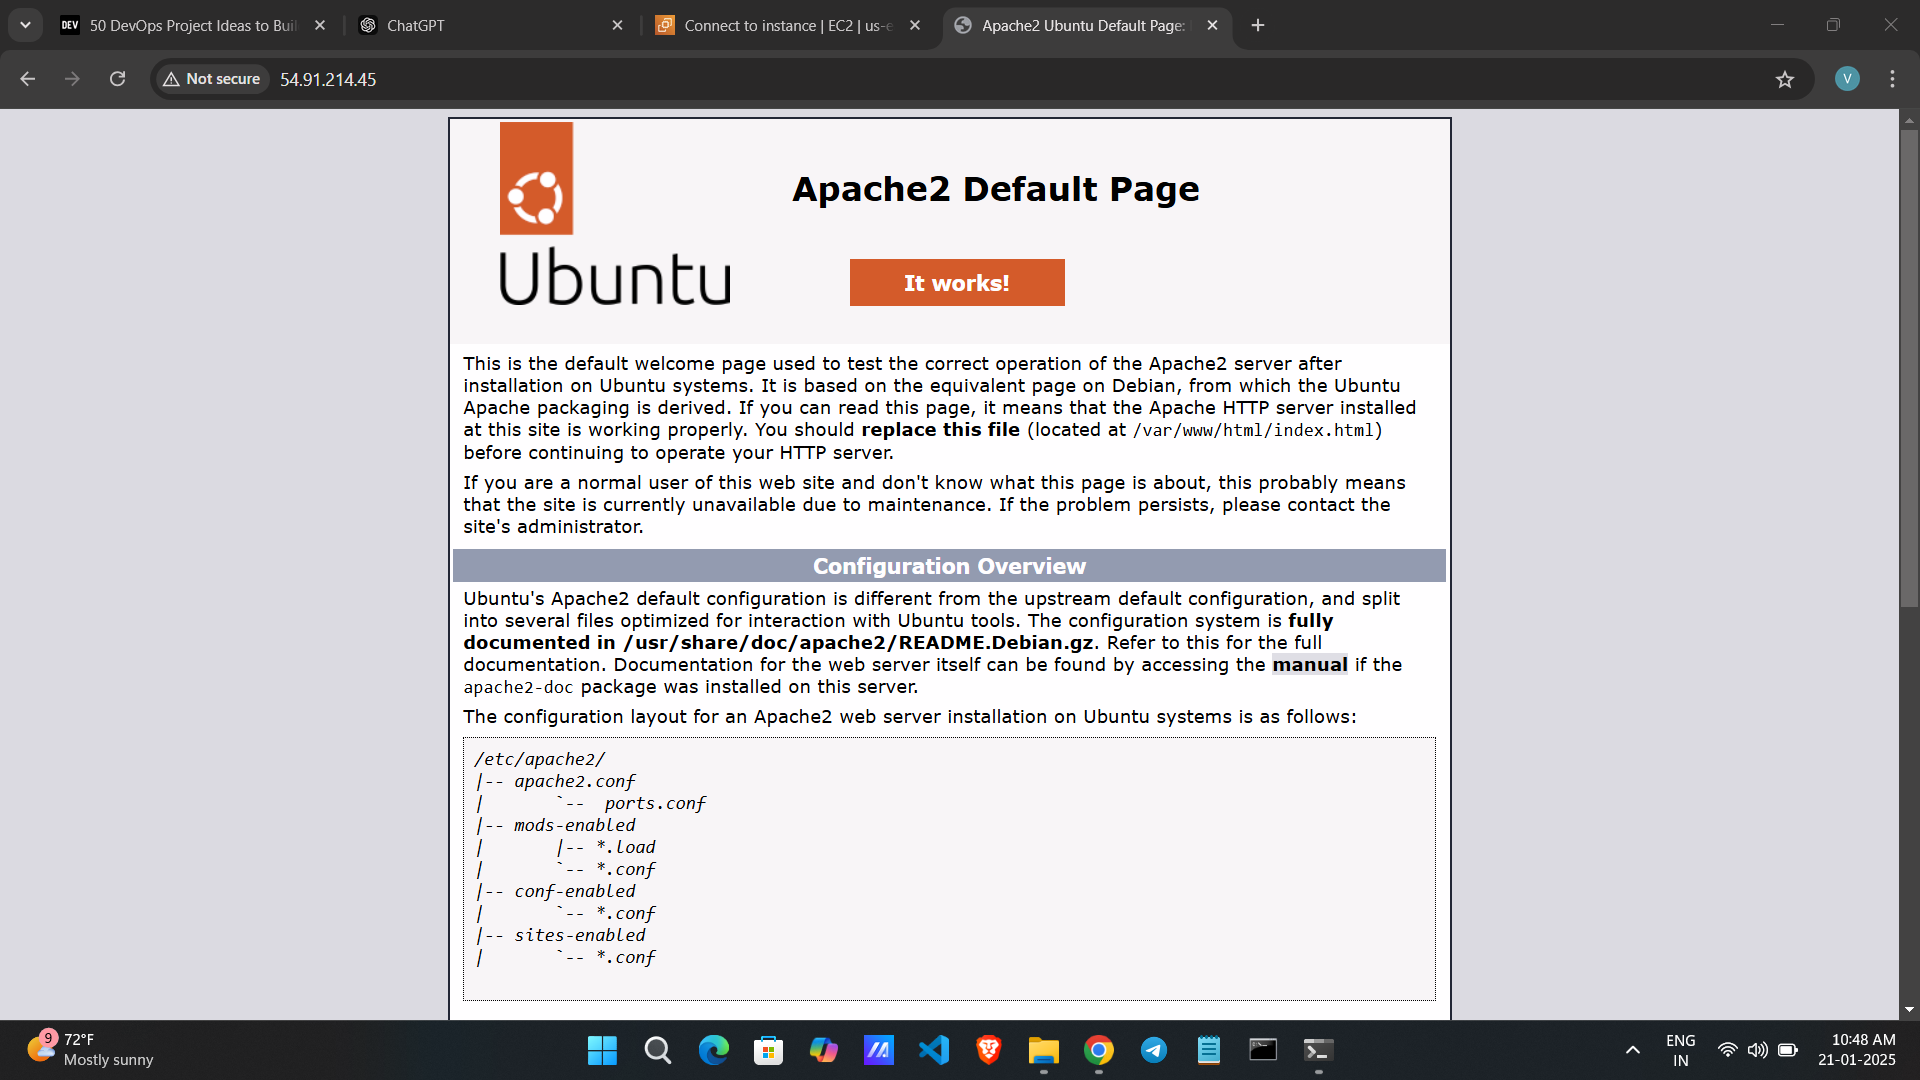 DEV 50 DevOps Project Ideas to Buil
ChatGPT
Connect to instance | EC2 | us-e
Apache2 Ubuntu Default Page:
Not secure 54.91.214.45
V
Apache2 Default Page
Ubuntu
It works!
This is the default welcome page used to test the correct operation of the Apache2 server after
installation on Ubuntu systems. It is based on the equivalent page on Debian, from which the Ubuntu
Apache packaging is derived. If you can read this page, it means that the Apache HTTP server installed
at this site is working properly. You should replace this file (located at /var/www/html/index.html)
before continuing to operate your HTTP server.
If you are a normal user of this web site and don't know what this page is about, this probably means
that the site is currently unavailable due to maintenance. If the problem persists, please contact the
site's administrator.
Configuration Overview
Ubuntu's Apache2 default configuration is different from the upstream default configuration, and split
into several files optimized for interaction with Ubuntu tools. The configuration system is fully
documented in /usr/share/doc/apache2/README.Debian.gz. Refer to this for the full
documentation. Documentation for the web server itself can be found by accessing the manual if the
apache2-doc package was installed on this server.
The configuration layout for an Apache2 web server installation on Ubuntu systems is as follows:
/etc/apache2/
|-- apache2.conf
|       `--  ports.conf
|-- mods-enabled
|       |-- *.load
|       `-- *.conf
|-- conf-enabled
|       `-- *.conf
|-- sites-enabled
|       `-- *.conf
9
72°F
Mostly sunny
ENG
IN
10:48 AM
21-01-2025